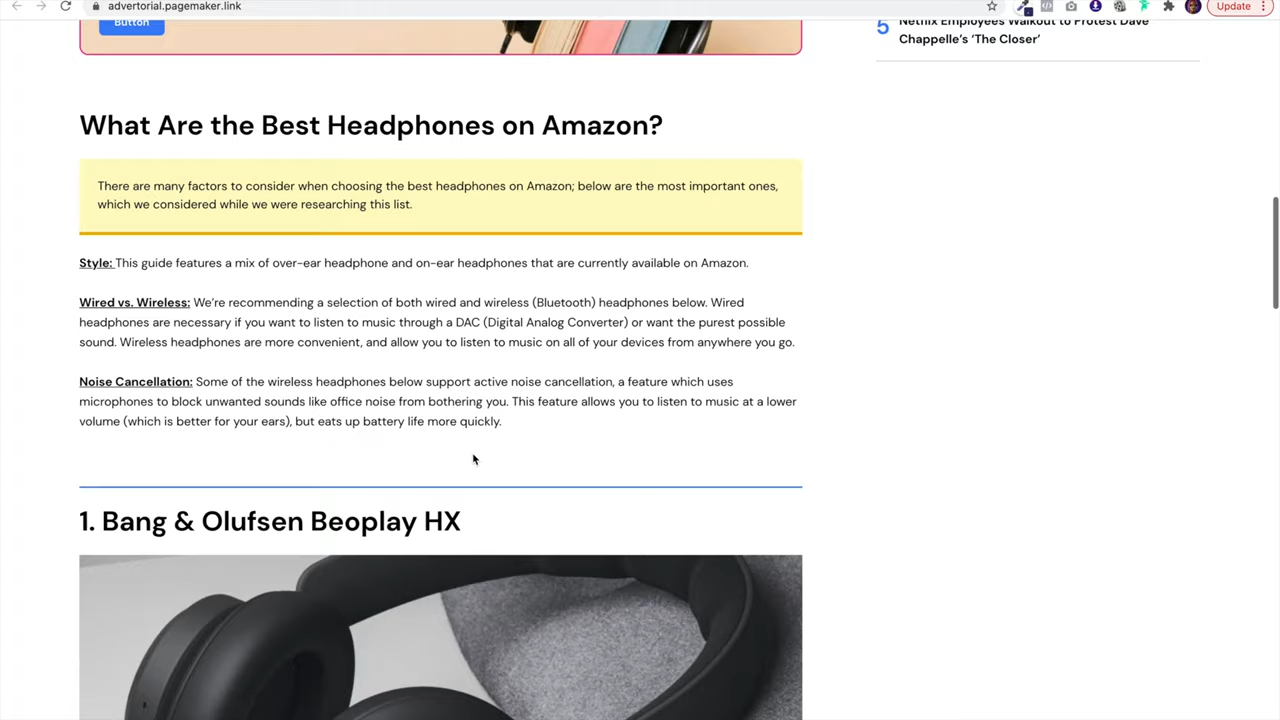 advertorial.pagemaker.link
Update
Button
5
Netflix Employees Walkout to Protest Dave
Chappelle's ‘The Closer’
What Are the Best Headphones on Amazon?
There are many factors to consider when choosing the best headphones on Amazon; below are the most important ones,
which we considered while we were researching this list.
Style: This guide features a mix of over-ear headphone and on-ear headphones that are currently available on Amazon.
Wired vs. Wireless: We’re recommending a selection of both wired and wireless (Bluetooth) headphones below. Wired
headphones are necessary if you want to listen to music through a DAC (Digital Analog Converter) or want the purest possible
sound. Wireless headphones are more convenient, and allow you to listen to music on all of your devices from anywhere you go.
Noise Cancellation: Some of the wireless headphones below support active noise cancellation, a feature which uses
microphones to block unwanted sounds like office noise from bothering you. This feature allows you to listen to music at a lower
volume (which is better for your ears), but eats up battery life more quickly.
1. Bang & Olufsen Beoplay HX